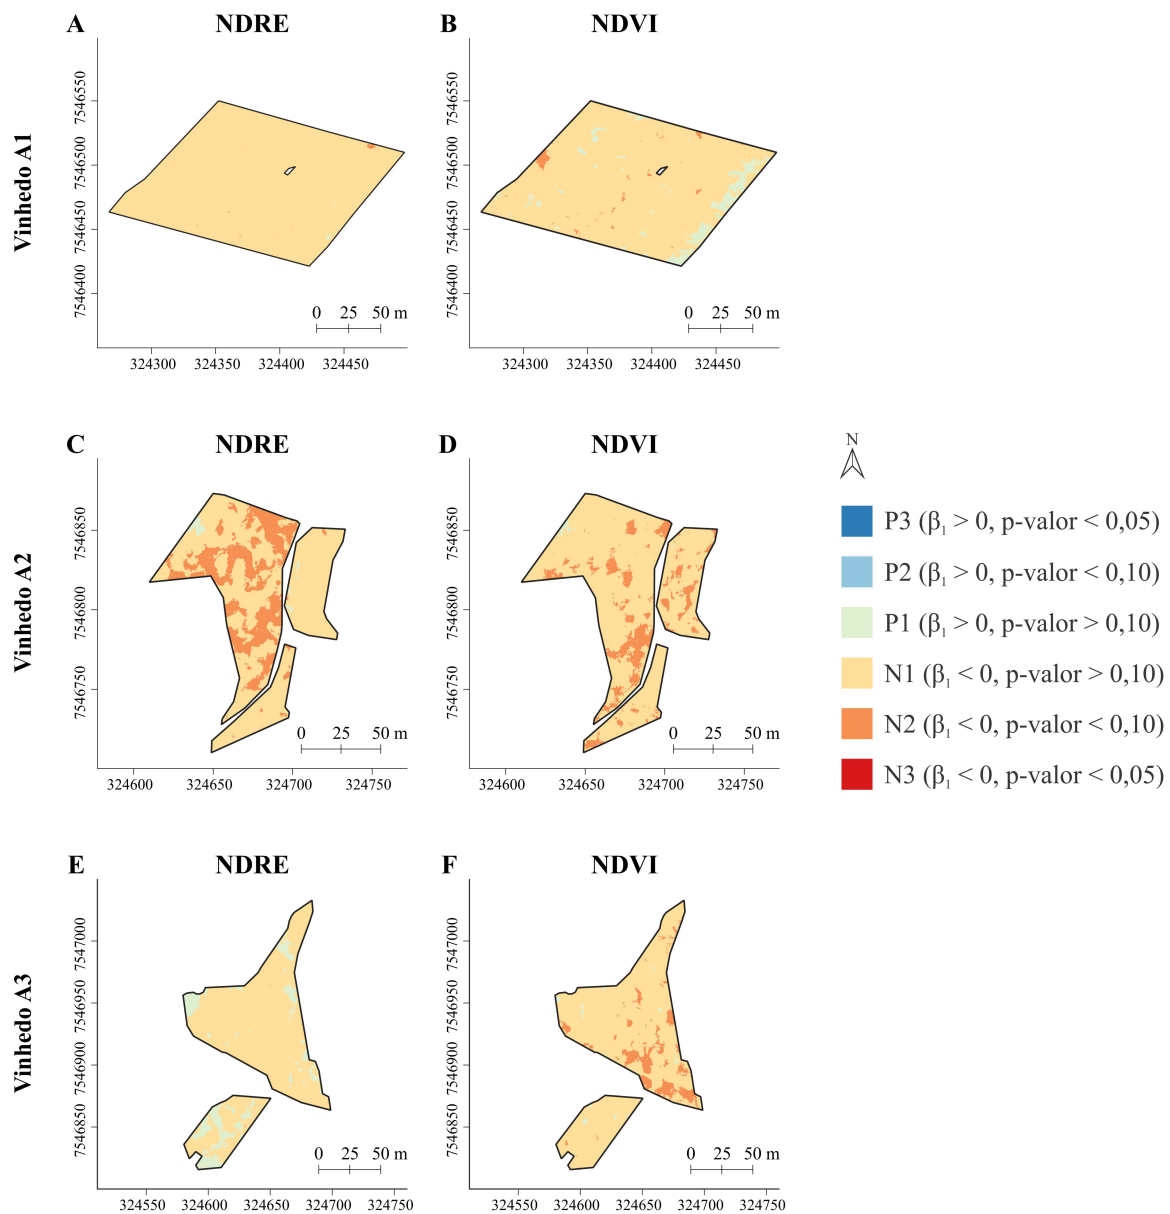 A NDRE
B NDVI
Vinhedo A1
7546550
7546500
7546450
7546400
0 25 50 m
324300 324350 324400 324450
7546550
7546500
7546450
7546400
0 25 50 m
324300 324350 324400 324450
C NDRE
D NDVI
Vinhedo A2
7546850
7546800
7546750
0 25 50 m
324600 324650 324700 324750
7546850
7546800
7546750
0 25 50 m
324600 324650 324700 324750
N
P3 (β₁ > 0, p-valor < 0,05)
P2 (β₁ > 0, p-valor < 0,10)
P1 (β₁ > 0, p-valor > 0,10)
N1 (β₁ < 0, p-valor > 0,10)
N2 (β₁ < 0, p-valor < 0,10)
N3 (β₁ < 0, p-valor < 0,05)
E NDRE
F NDVI
Vinhedo A3
7547000
7546950
7546900
7546850
0 25 50 m
324550 324600 324650 324700 324750
7547000
7546950
7546900
7546850
0 25 50 m
324550 324600 324650 324700 324750